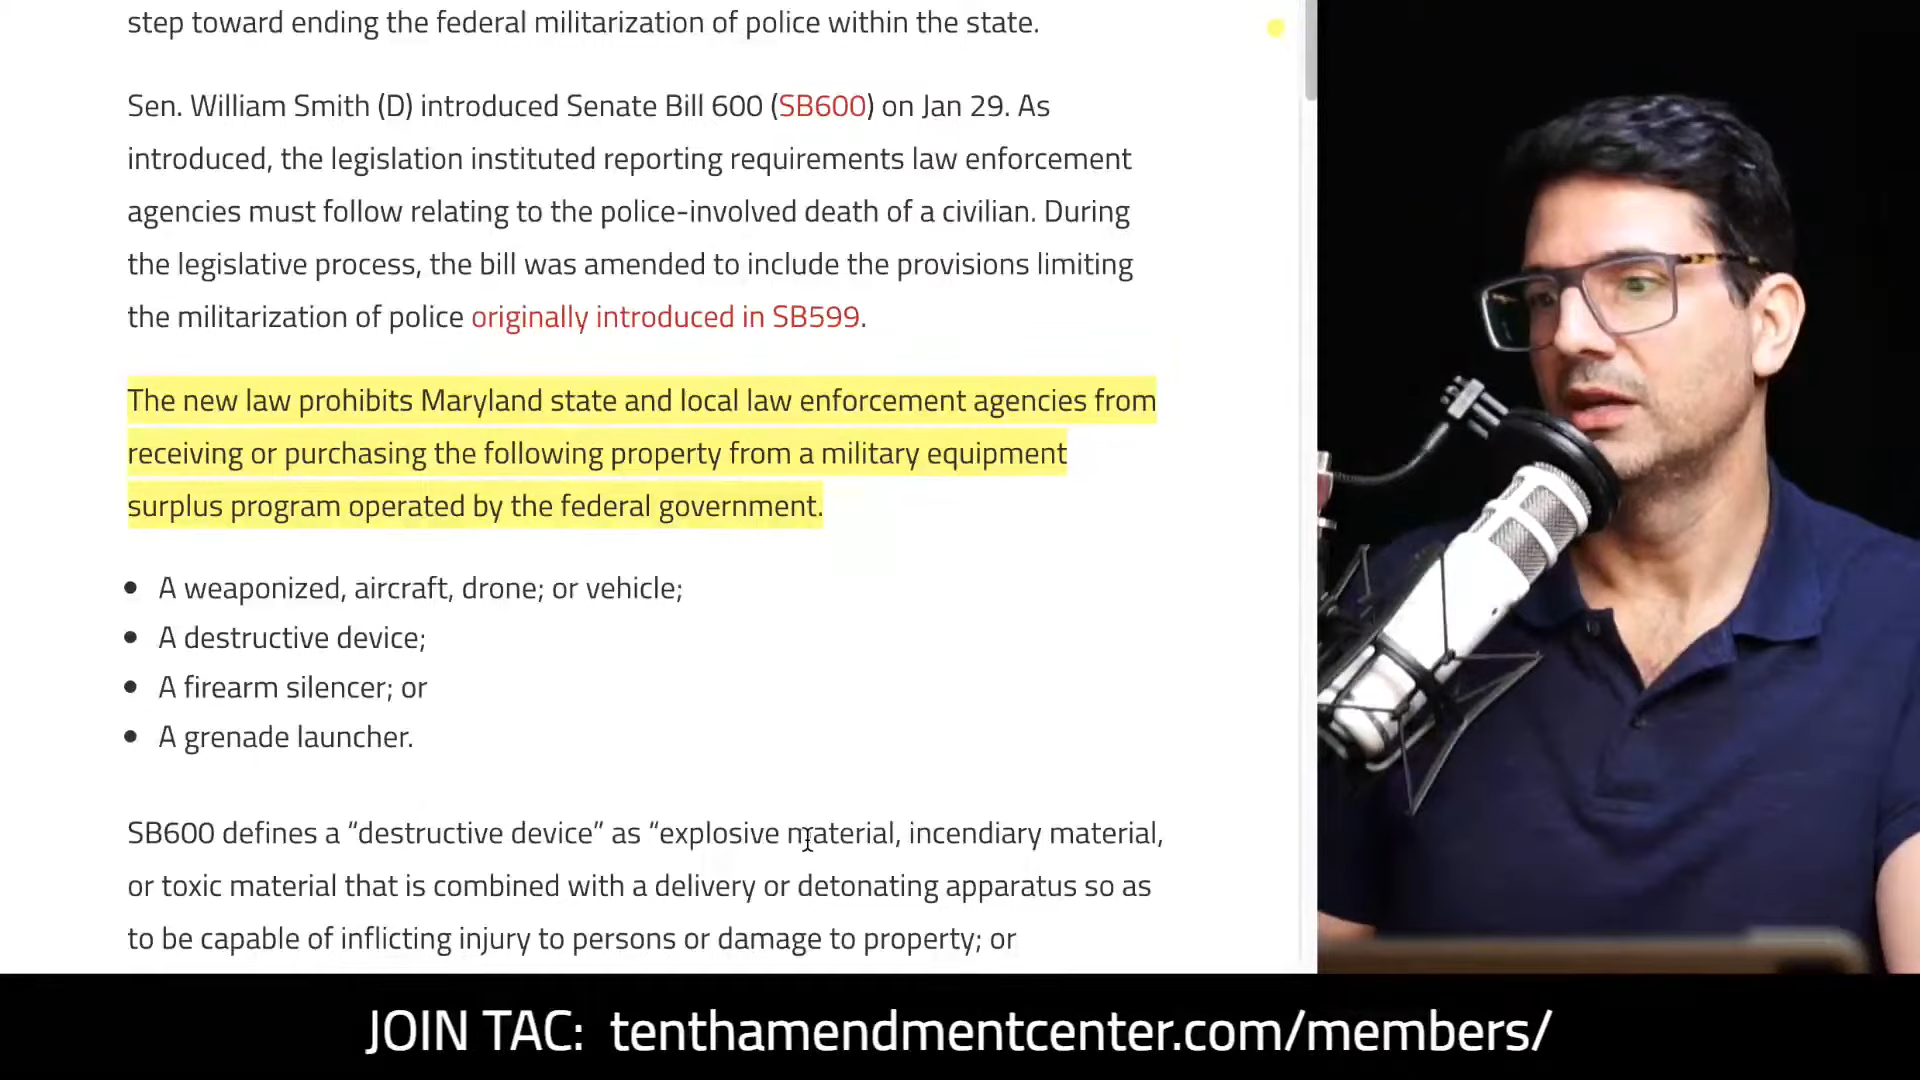 step toward ending the federal militarization of police within the state.
Sen. William Smith (D) introduced Senate Bill 600 (SB600) on Jan 29. As
introduced, the legislation instituted reporting requirements law enforcement
agencies must follow relating to the police-involved death of a civilian. During
the legislative process, the bill was amended to include the provisions limiting
the militarization of police originally introduced in SB599.
The new law prohibits Maryland state and local law enforcement agencies from
receiving or purchasing the following property from a military equipment
surplus program operated by the federal government.
• A weaponized, aircraft, drone; or vehicle;
• A destructive device;
• A firearm silencer; or
• A grenade launcher.
SB600 defines a “destructive device” as “explosive material, incendiary material,
or toxic material that is combined with a delivery or detonating apparatus so as
to be capable of inflicting injury to persons or damage to property; or
JOIN TAC: tenthamendmentcenter.com/members/